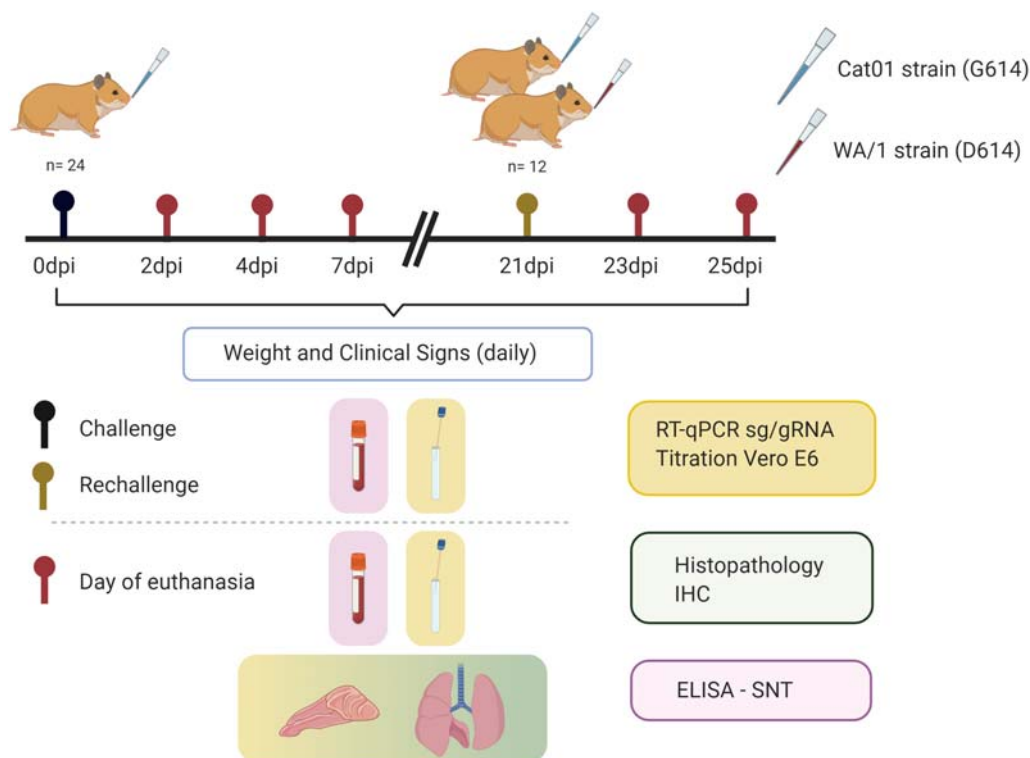 Cat01 strain (G614)
WA/1 strain (D614)
n= 24
n= 12
0dpi
2dpi
4dpi
7dpi
21dpi
23dpi
25dpi
Weight and Clinical Signs (daily)
Challenge
Rechallenge
Day of euthanasia
RT-qPCR sg/gRNA
Titration Vero E6
Histopathology
IHC
ELISA - SNT